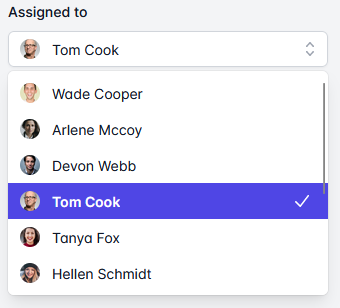 Assigned to
Tom Cook
Wade Cooper
Arlene Mccoy
Devon Webb
Tom Cook
Tanya Fox
Hellen Schmidt